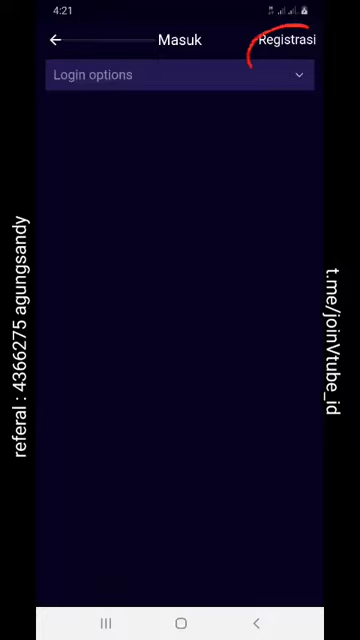 4:21
Masuk
Registrasi
Login options
referal : 4366275 agungsandy
t.me/joinVtube_id